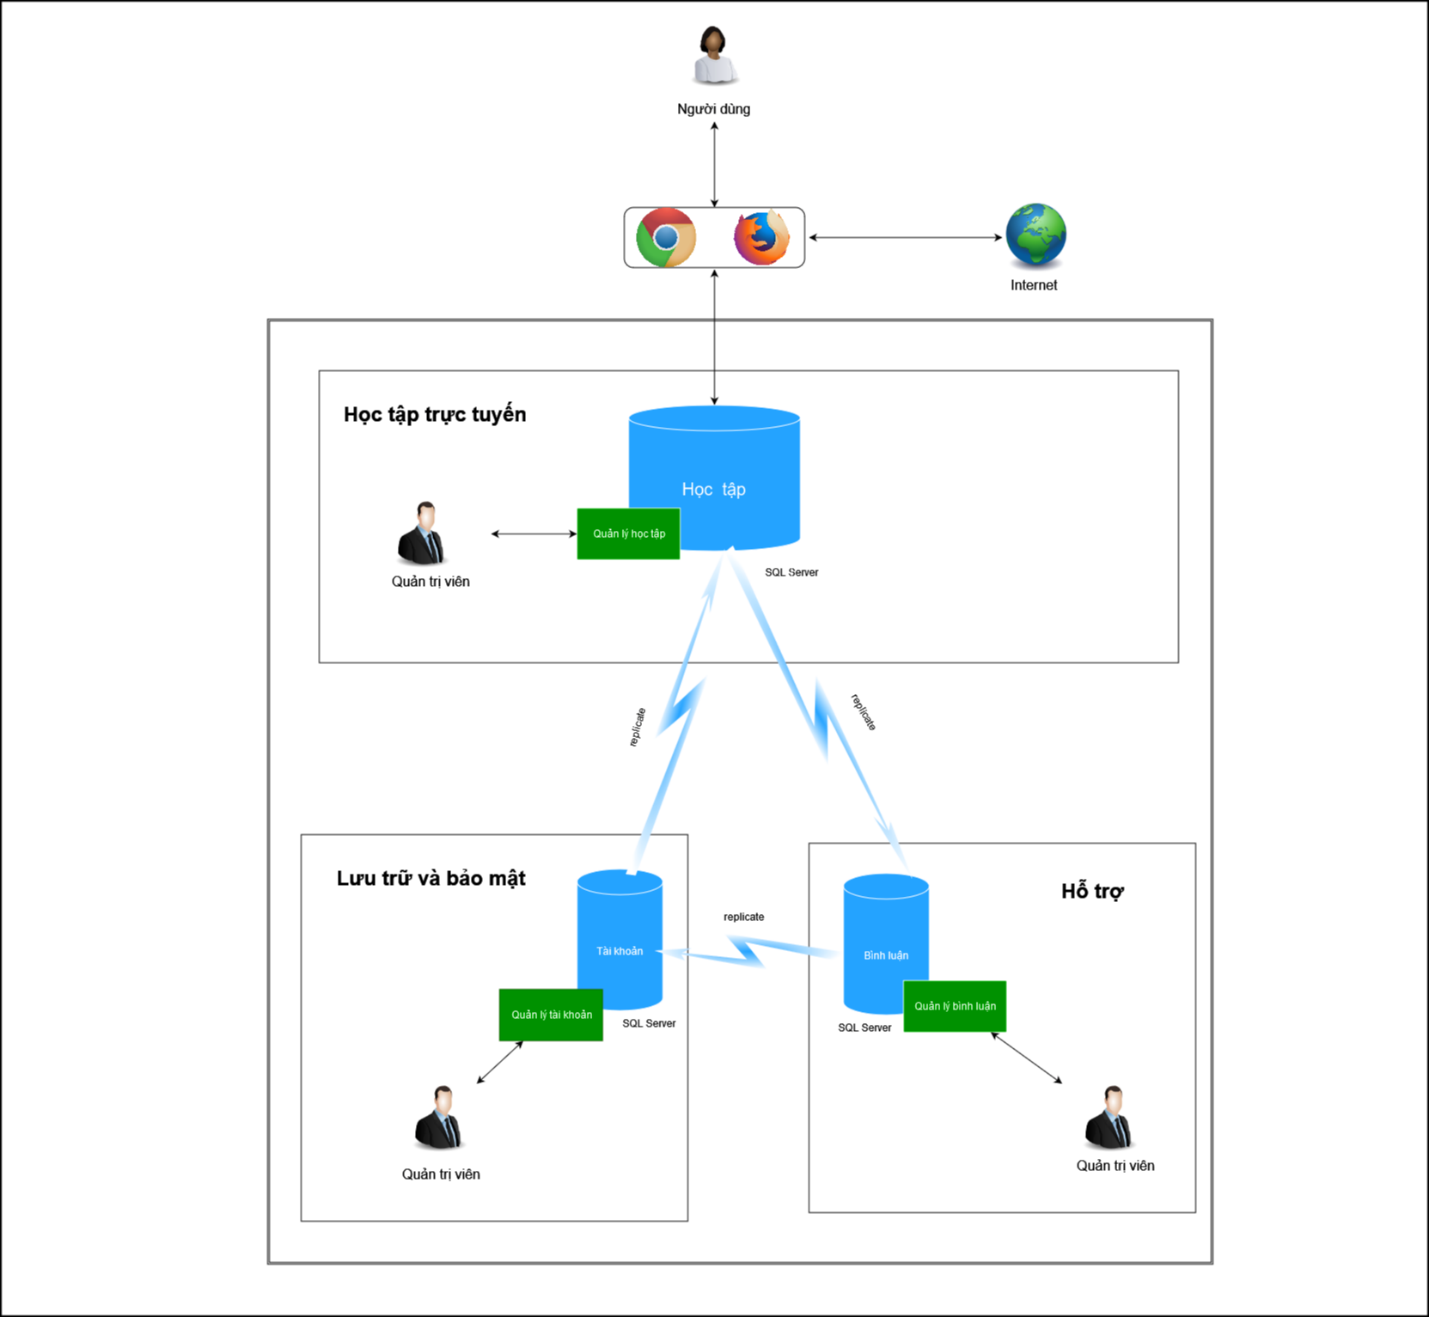 Người dùng
Internet
Học tập trực tuyến
Học tập
Quản lý học tập
Quản trị viên
SQL Server
replicate
replicate
Lưu trữ và bảo mật
Hỗ trợ
replicate
Tài khoản
Bình luận
Quản lý tài khoản
Quản lý bình luận
SQL Server
SQL Server
Quản trị viên
Quản trị viên